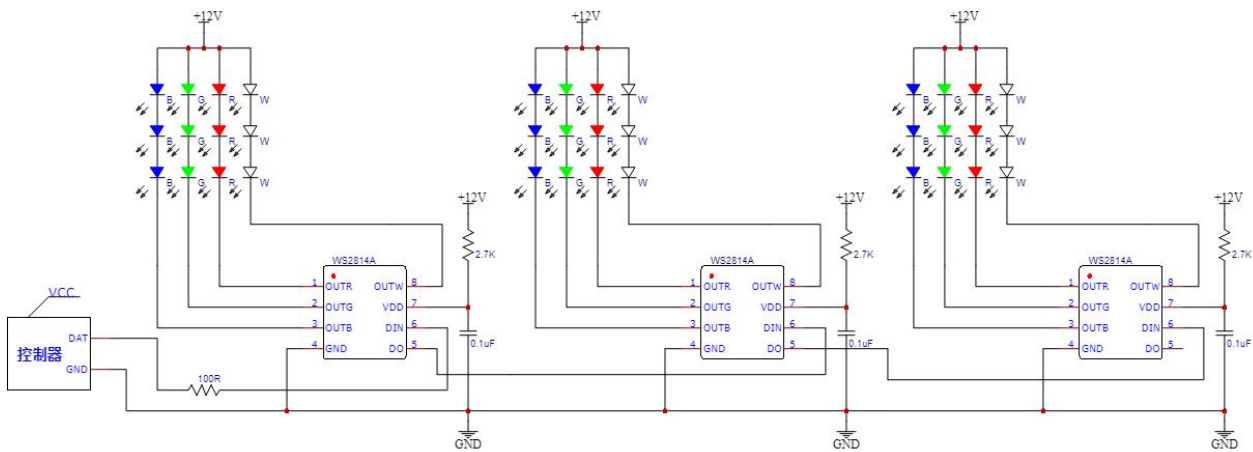 +12V +12V +12V
B G R W B G R W B G R W
B G R W B G R W B G R W
B G R W B G R W B G R W
+12V +12V +12V
2.7K 2.7K 2.7K
WS2814A WS2814A WS2814A
1 OUTR OUTW 8 1 OUTR OUTW 8 1 OUTR OUTW 8
VCC 2 OUTG VDD 7 2 OUTG VDD 7 2 OUTG VDD 7
3 OUTB DIN 6 3 OUTB DIN 6 3 OUTB DIN 6
DAT 0.1uF 0.1uF 0.1uF
4 GND DO 5 4 GND DO 5 4 GND DO 5
控制器
GND
100R
GND GND GND